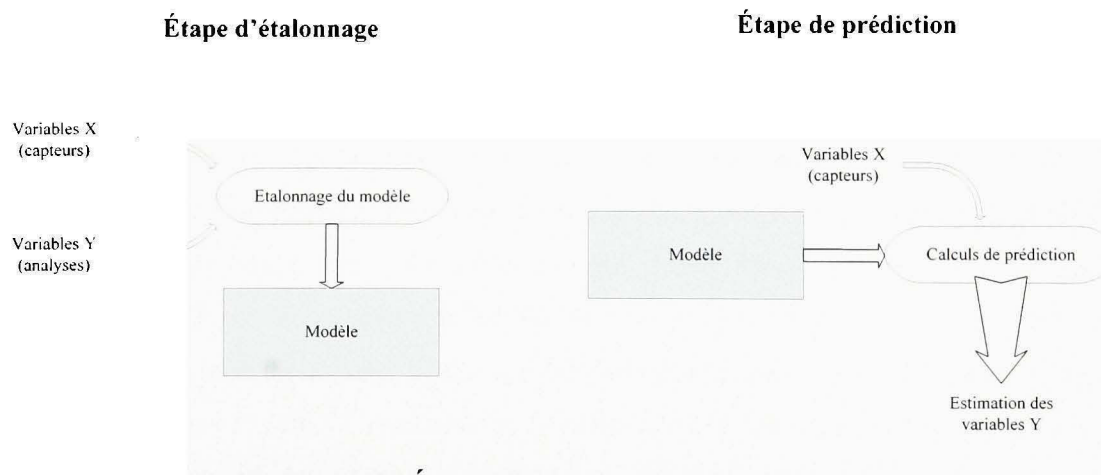 Étape d'étalonnage
Étape de prédiction
Variables X
(capteurs)
Variables Y
(analyses)
Etalonnage du modèle
Modèle
Variables X
(capteurs)
Modèle
Calculs de prédiction
Estimation des
variables Y